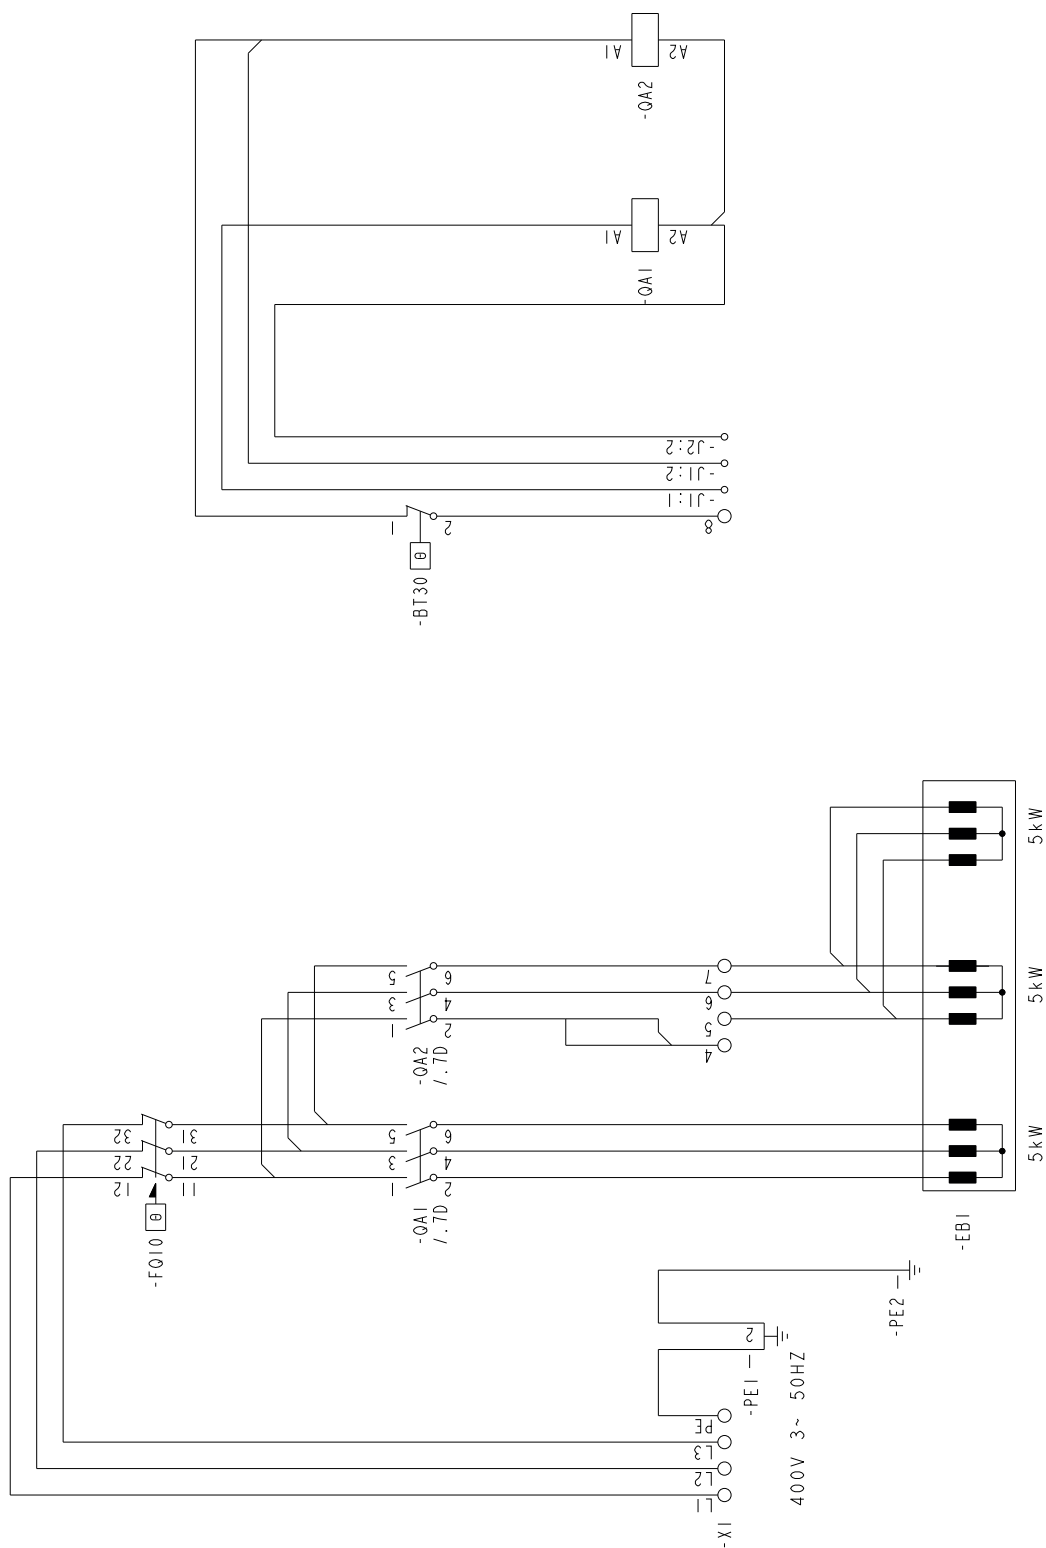 A1
A2
-QA2
A1
A2
-QA1
-J2:2
-J1:2
-J1:1
8
1
2
θ
-BT30
5kW
5kW
5kW
5
6
7
3
4
6
1
2
5
4
-QA2
/.7D
32
31
22
21
12
11
θ
-FQ10
5
6
3
4
1
2
-QA1
/.7D
-EB1
-PE2
2
-PE1
PE
L3
L2
L1
-X1
400V 3~ 50HZ